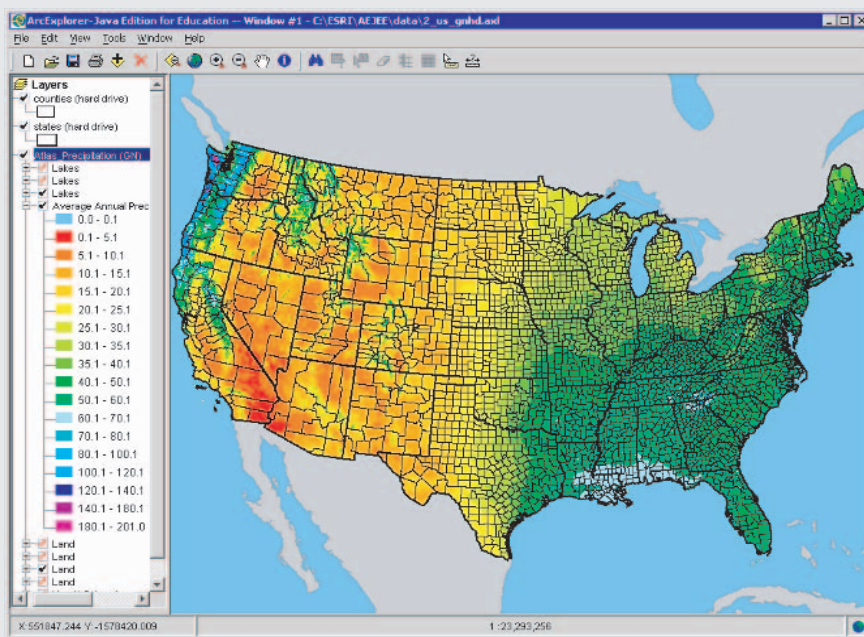 ArcExplorer-Java Edition for Education -- Window #1 - C:\ESRI\AEJEE\data\2_us_gnhd.axl
File Edit View Tools Window Help
Layers
counties (hard drive)
states (hard drive)
Atlas_Precipitation (GN)
Lakes
Lakes
Lakes
Average Annual Prec
0.0 - 0.1
0.1 - 5.1
5.1 - 10.1
10.1 - 15.1
15.1 - 20.1
20.1 - 25.1
25.1 - 30.1
30.1 - 35.1
35.1 - 40.1
40.1 - 50.1
50.1 - 60.1
60.1 - 70.1
70.1 - 80.1
80.1 - 100.1
100.1 - 120.1
120.1 - 140.1
140.1 - 180.1
180.1 - 201.0
Land
Land
Land
Land
X:551847.244 Y:-1578420.009
1 :23,293,256